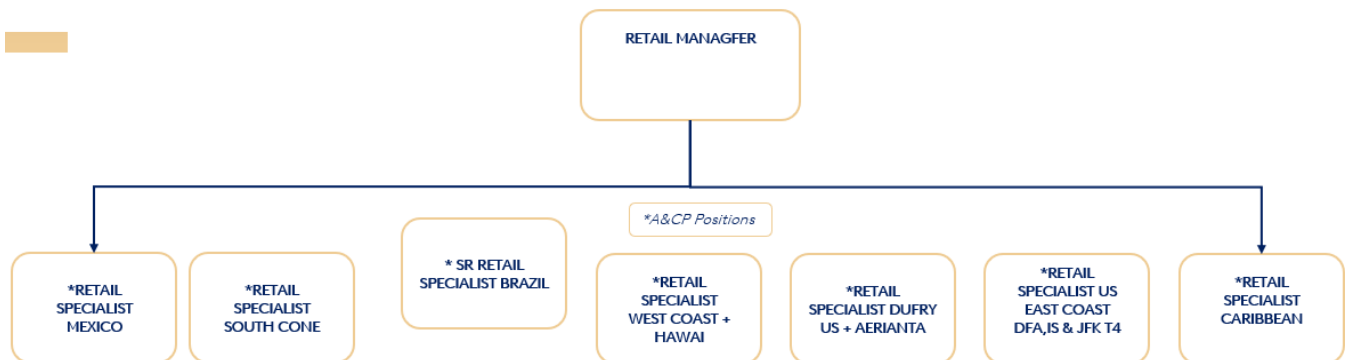 RETAIL MANAGFER
*A&CP Positions
* SR RETAIL
SPECIALIST BRAZIL
*RETAIL
SPECIALIST
MEXICO
*RETAIL
SPECIALIST
SOUTH CONE
*RETAIL
SPECIALIST
WEST COAST +
HAWAI
*RETAIL
SPECIALIST DUFRY
US + AERIANTA
*RETAIL
SPECIALIST US
EAST COAST
DFA,IS & JFK T4
*RETAIL
SPECIALIST
CARIBBEAN